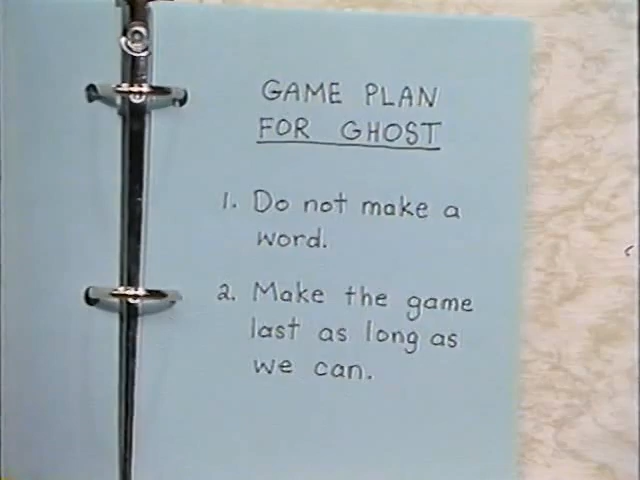 GAME PLAN
FOR GHOST
1. Do not make a
word.
2. Make the game
last as long as
we can.